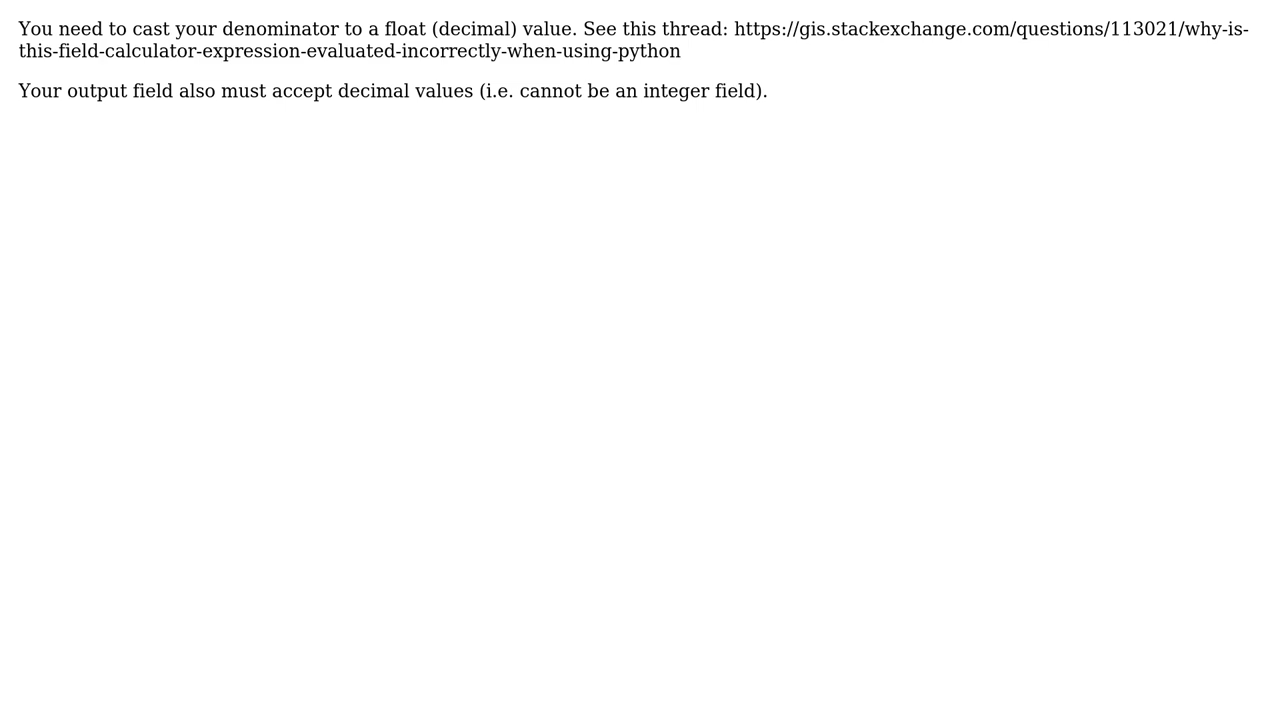 You need to cast your denominator to a float (decimal) value. See this thread: https://gis.stackexchange.com/questions/113021/why-is-
this-field-calculator-expression-evaluated-incorrectly-when-using-python
Your output field also must accept decimal values (i.e. cannot be an integer field).